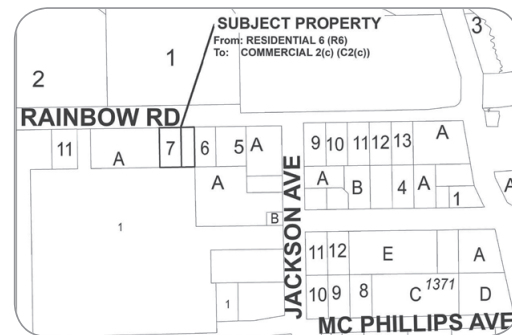 SUBJECT PROPERTY
From: RESIDENTIAL 6 (R6)
To: COMMERCIAL 2(c) (C2(c))
3
1
2
RAINBOW RD
11
A
7
6
5
A
9
10
11
12
13
A
A
A
B
4
A
1
A
B
1
JACKSON AVE
11
12
E
A
1
10
9
8
C
1371
D
MC PHILLIPS AVE